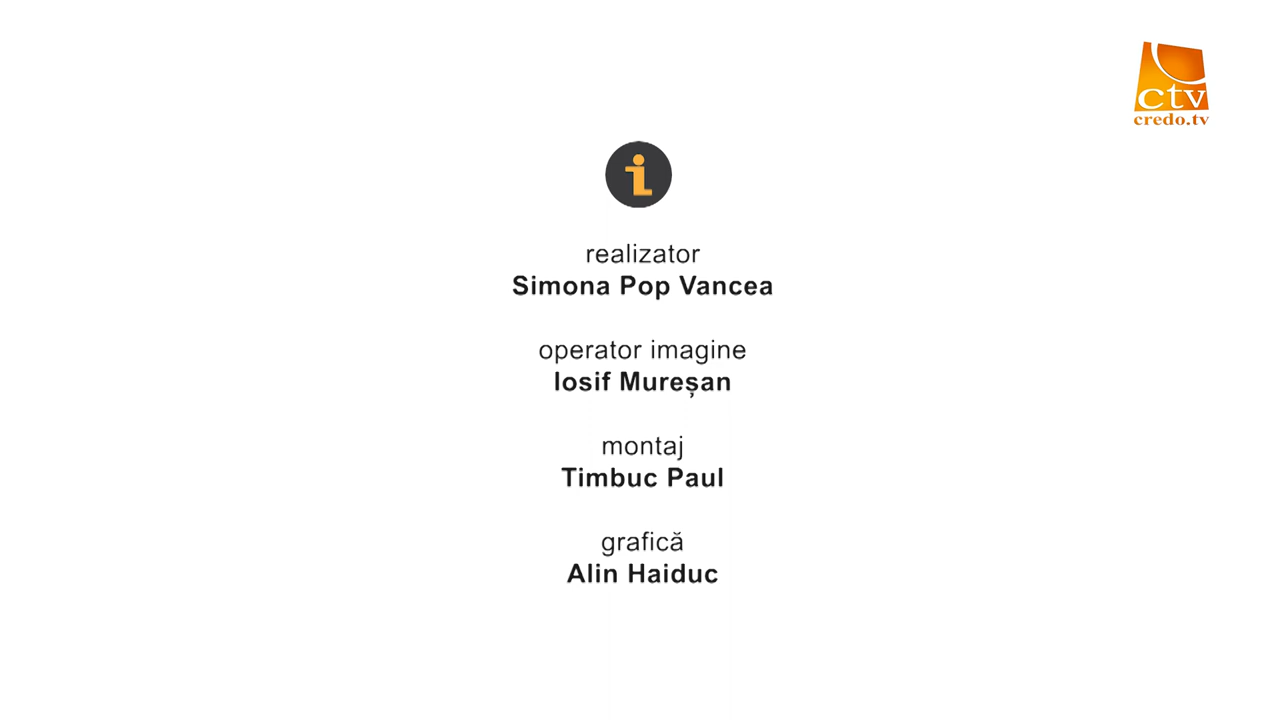 ctv
credo.tv
i
realizator
Simona Pop Vancea
operator imagine
Iosif Mureșan
montaj
Timbuc Paul
grafică
Alin Haiduc